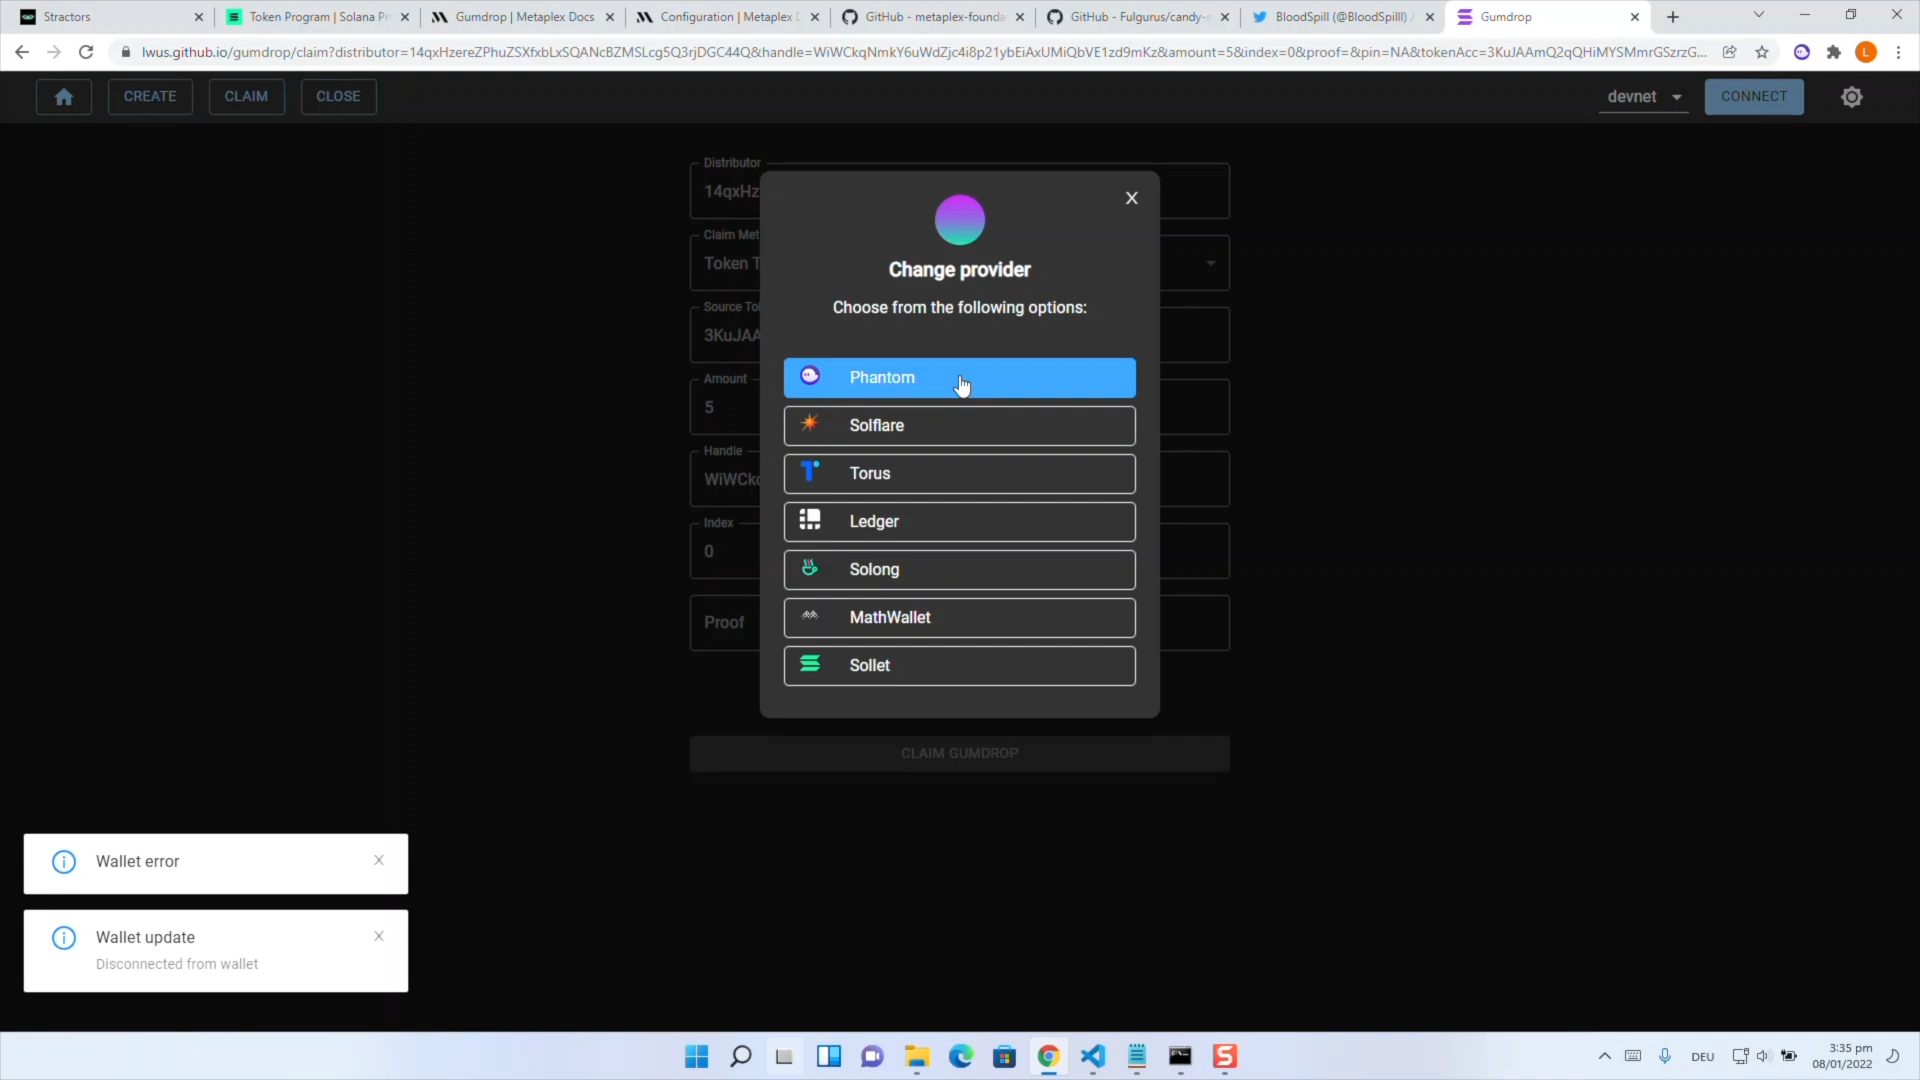 Stractors
Token Program | Solana Pr
Gumdrop | Metaplex Docs
Configuration | Metaplex D
GitHub - metaplex-founda
GitHub - Fulgurus/candy-n
BloodSpill (@BloodSpilll) /
Gumdrop
lwus.github.io/gumdrop/claim?distributor=14qxHzereZPhuZSXfxbLxSQANcBZMSLcg5Q3rjDGC44Q&handle=WiWCkqNmkY6uWdZjc4i8p21ybEiAxUMiQbVE1zd9mKz&amount=5&index=0&proof=&pin=NA&tokenAcc=3KuJAAmQ2qQHiMYSMmrGSzrzG...
L
CREATE
CLAIM
CLOSE
devnet
CONNECT
Distributor
14qxHz
Claim Met
Token T
Source To
3KuJAA
Amount
5
Handle
WiWCk
Index
0
Proof
X
Change provider
Choose from the following options:
Phantom
Solflare
Torus
Ledger
Solong
MathWallet
Sollet
CLAIM GUMDROP
Wallet error
Wallet update
Disconnected from wallet
DEU
3:35 pm
08/01/2022